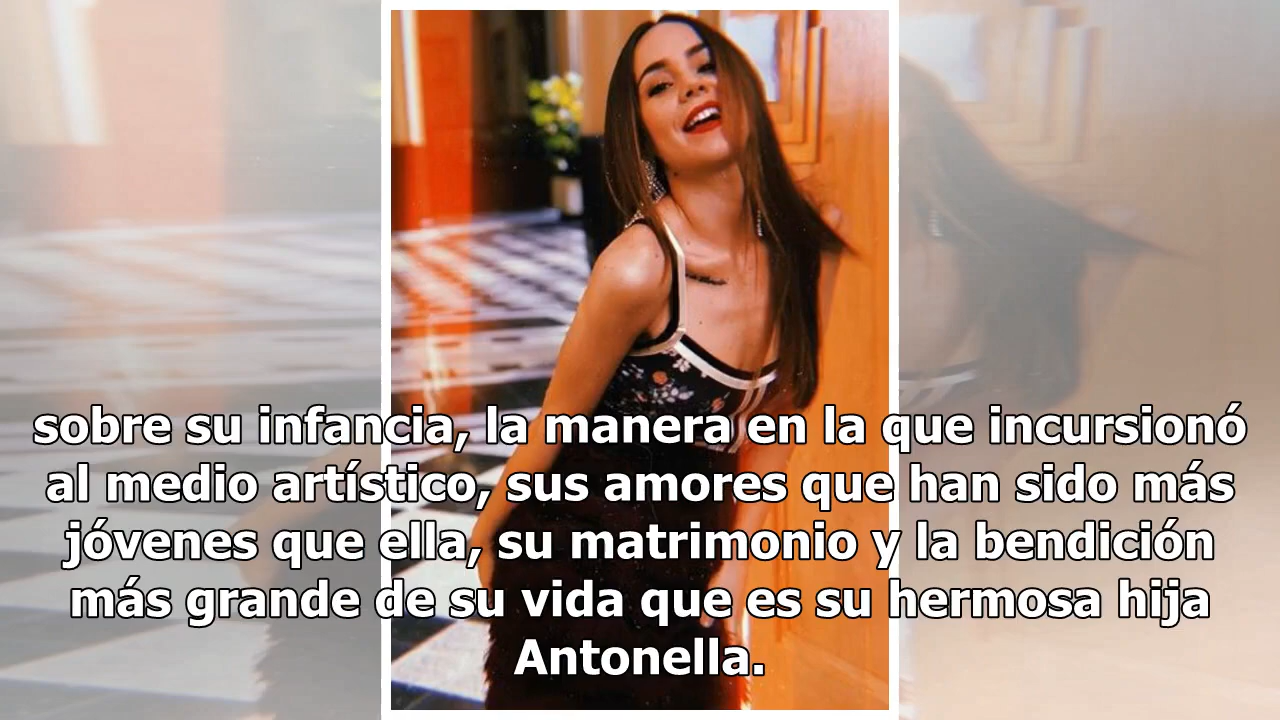 sobre su infancia, la manera en la que incursionó
al medio artístico, sus amores que han sido más
jóvenes que ella, su matrimonio y la bendición
más grande de su vida que es su hermosa hija
Antonella.